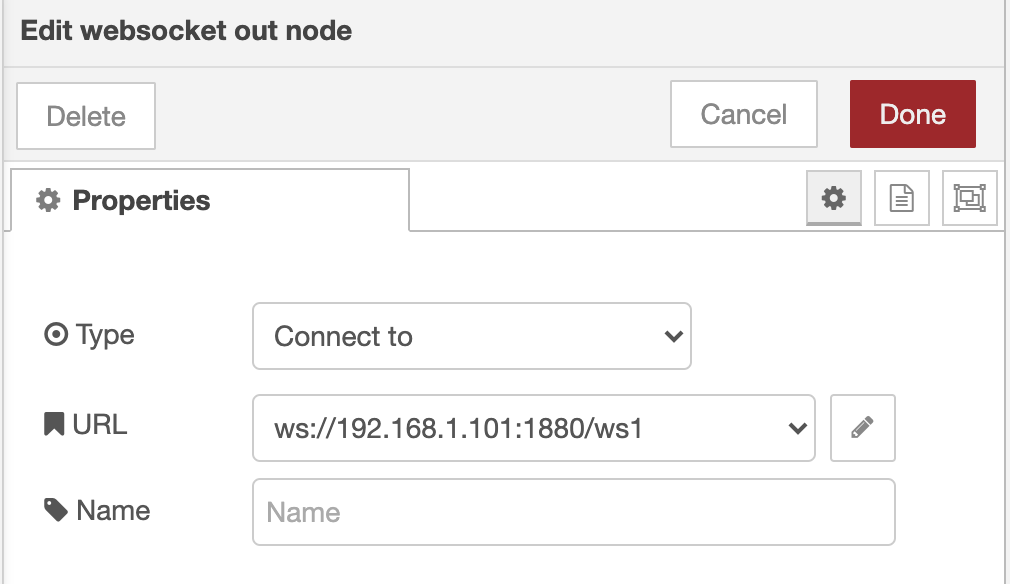 Edit websocket out node
Delete
Cancel
Done
Properties
Type
Connect to
URL
ws://192.168.1.101:1880/ws1
Name
Name